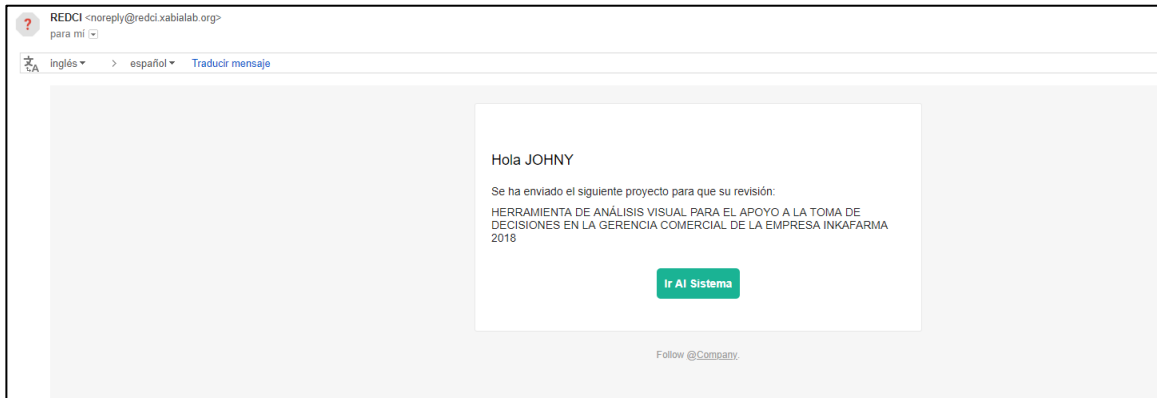 REDCI <noreply@redci.xabialab.org>
para mí
inglés > español Traducir mensaje
Hola JOHNY
Se ha enviado el siguiente proyecto para que su revisión:
HERRAMIENTA DE ANÁLISIS VISUAL PARA EL APOYO A LA TOMA DE
DECISIONES EN LA GERENCIA COMERCIAL DE LA EMPRESA INKAFARMA
2018
Ir Al Sistema
Follow @Company.